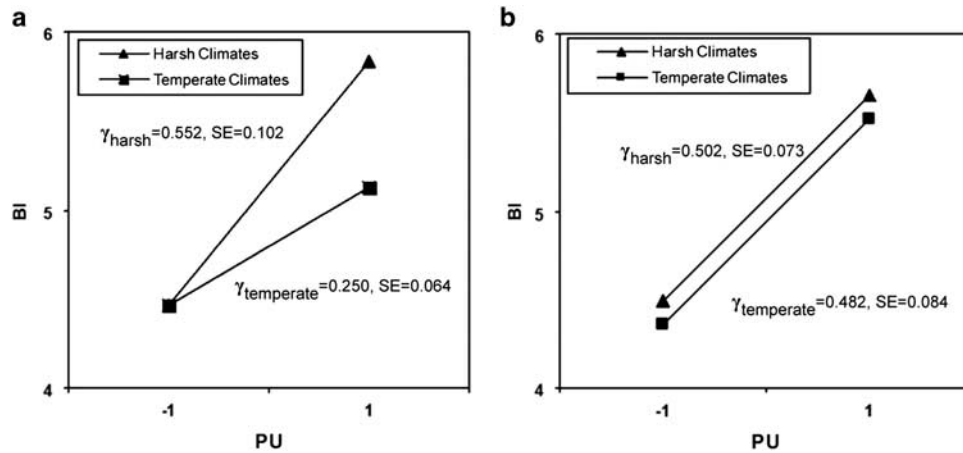 a
6
Harsh Climates
Temperate Climates
γharsh=0.552, SE=0.102
BI
5
γtemperate=0.250, SE=0.064
4
-1 1
PU
b
6
Harsh Climates
Temperate Climates
γharsh=0.502, SE=0.073
BI
5
γtemperate=0.482, SE=0.084
4
-1 1
PU